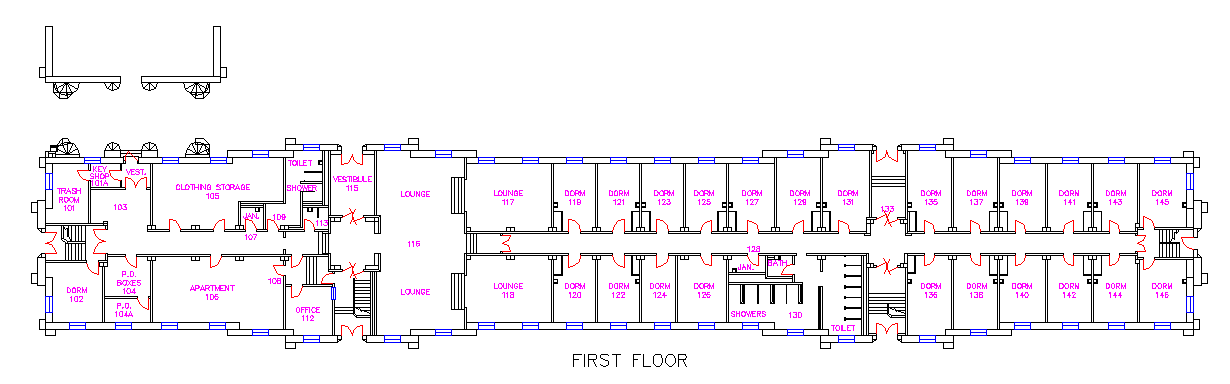 TOILET
KEY
SHOP
101A
VEST.
TRASH
ROOM
101
103
CLOTHING STORAGE
105
SHOWER
JAN.
109
113
107
VESTIBULE
115
LOUNGE
116
LOUNGE
117
DORM
119
DORM
121
DORM
123
DORM
125
DORM
127
DORM
129
DORM
131
133
DORM
135
DORM
137
DORM
139
DORM
141
DORM
143
DORM
145
128
DORM
102
P.D.
BOXES
104
P.D.
104A
APARTMENT
106
108
OFFICE
112
LOUNGE
LOUNGE
118
DORM
120
DORM
122
DORM
124
DORM
126
JAN.
BATH
SHOWERS
130
TOILET
DORM
136
DORM
138
DORM
140
DORM
142
DORM
144
DORM
146
FIRST FLOOR